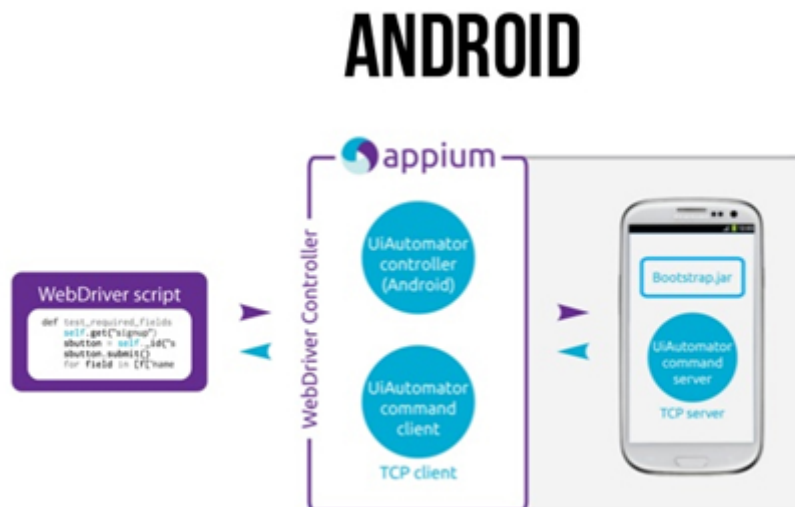 ANDROID
appium
WebDriver Controller
UiAutomator
controller
(Android)
UiAutomator
command
client
TCP client
WebDriver script
def test_required_fields
self.get("signup")
sbutton = self._id("s
sbutton.submit()
for field in [f['name
Bootstrap.jar
UiAutomator
command
server
TCP server